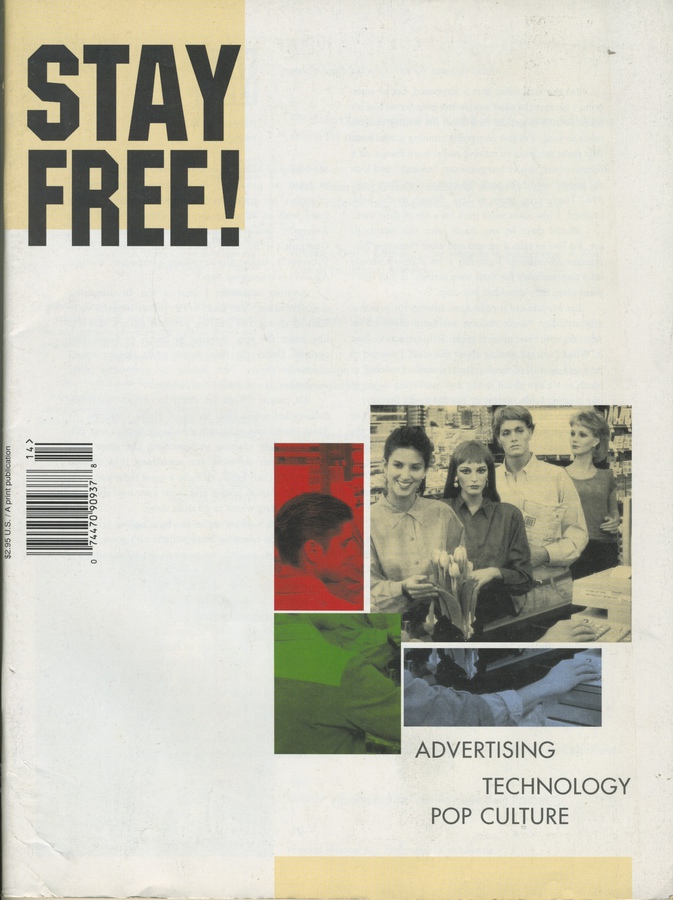 STAY
FREE!
$2.95 U.S. / A print publication
14>
0 74470 90937 8
ADVERTISING
TECHNOLOGY
POP CULTURE